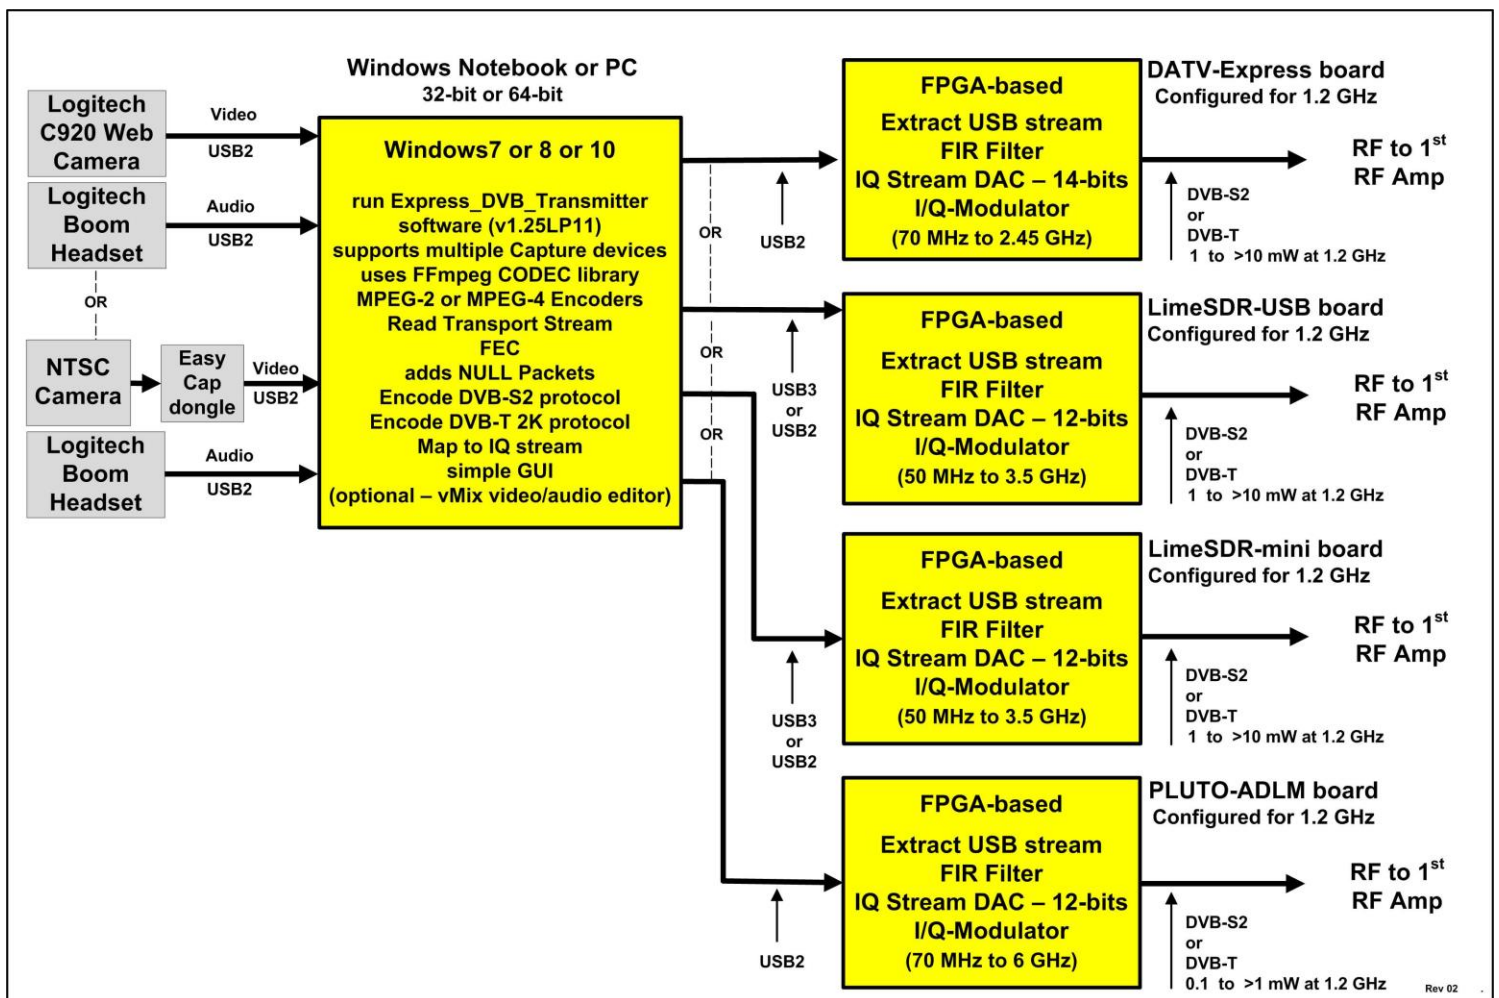 Windows Notebook or PC
32-bit or 64-bit
Logitech
C920 Web
Camera
Video
USB2
Logitech
Boom
Headset
Audio
USB2
OR
NTSC
Camera
Easy
Cap
dongle
Video
USB2
Logitech
Boom
Headset
Audio
USB2
Windows7 or 8 or 10
run Express_DVB_Transmitter
software (v1.25LP11)
supports multiple Capture devices
uses FFmpeg CODEC library
MPEG-2 or MPEG-4 Encoders
Read Transport Stream
FEC
adds NULL Packets
Encode DVB-S2 protocol
Encode DVB-T 2K protocol
Map to IQ stream
simple GUI
(optional – vMix video/audio editor)
OR
OR
OR
USB2
FPGA-based
Extract USB stream
FIR Filter
IQ Stream DAC – 14-bits
I/Q-Modulator
(70 MHz to 2.45 GHz)
DATV-Express board
Configured for 1.2 GHz
RF to 1st
RF Amp
DVB-S2
or
DVB-T
1 to >10 mW at 1.2 GHz
USB3
or
USB2
FPGA-based
Extract USB stream
FIR Filter
IQ Stream DAC – 12-bits
I/Q-Modulator
(50 MHz to 3.5 GHz)
LimeSDR-USB board
Configured for 1.2 GHz
RF to 1st
RF Amp
DVB-S2
or
DVB-T
1 to >10 mW at 1.2 GHz
USB3
or
USB2
FPGA-based
Extract USB stream
FIR Filter
IQ Stream DAC – 12-bits
I/Q-Modulator
(50 MHz to 3.5 GHz)
LimeSDR-mini board
Configured for 1.2 GHz
RF to 1st
RF Amp
DVB-S2
or
DVB-T
1 to >10 mW at 1.2 GHz
USB2
FPGA-based
Extract USB stream
FIR Filter
IQ Stream DAC – 12-bits
I/Q-Modulator
(70 MHz to 6 GHz)
PLUTO-ADLM board
Configured for 1.2 GHz
RF to 1st
RF Amp
DVB-S2
or
DVB-T
0.1 to >1 mW at 1.2 GHz
Rev 02 .